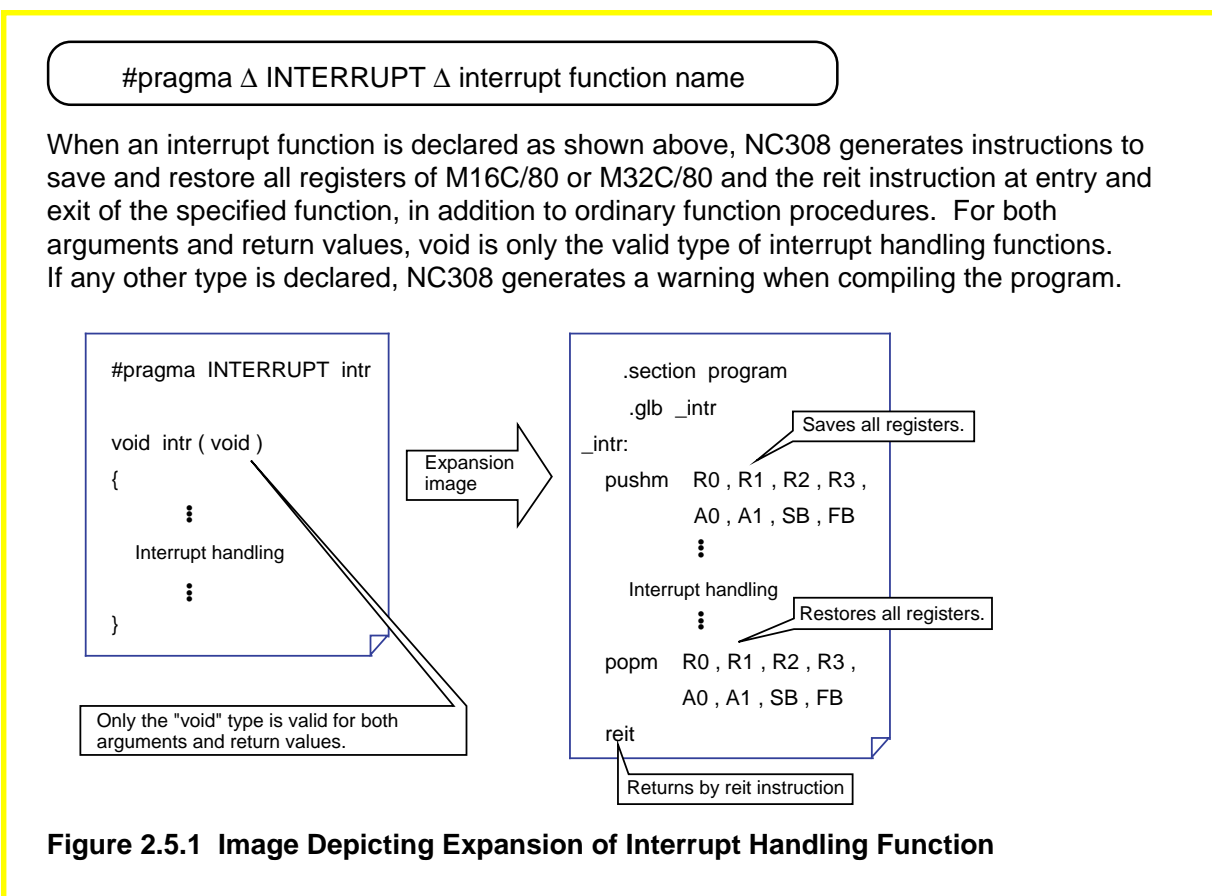 #pragma Δ INTERRUPT Δ interrupt function name
When an interrupt function is declared as shown above, NC308 generates instructions to
save and restore all registers of M16C/80 or M32C/80 and the reit instruction at entry and
exit of the specified function, in addition to ordinary function procedures.  For both
arguments and return values, void is only the valid type of interrupt handling functions.
If any other type is declared, NC308 generates a warning when compiling the program.
#pragma  INTERRUPT  intr
void  intr ( void )
{
Interrupt handling
}
Only the "void" type is valid for both
arguments and return values.
Expansion
image
.section  program
.glb  _intr
_intr:
Saves all registers.
pushm   R0 , R1 , R2 , R3 ,
A0 , A1 , SB , FB
Interrupt handling
Restores all registers.
popm   R0 , R1 , R2 , R3 ,
A0 , A1 , SB , FB
reit
Returns by reit instruction
Figure 2.5.1  Image Depicting Expansion of Interrupt Handling Function